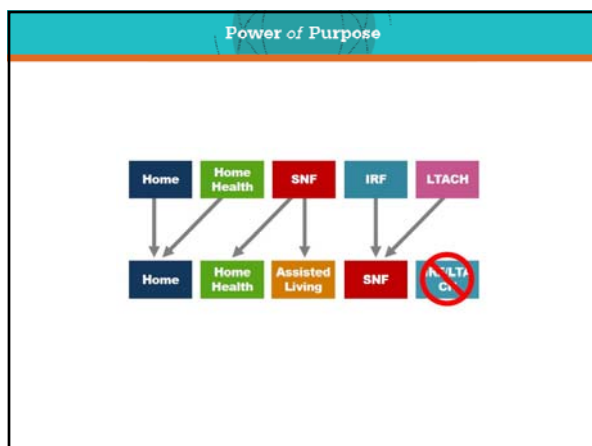 Power of Purpose
Home
Home
Health
SNF
IRF
LTACH
Home
Home
Health
Assisted
Living
SNF